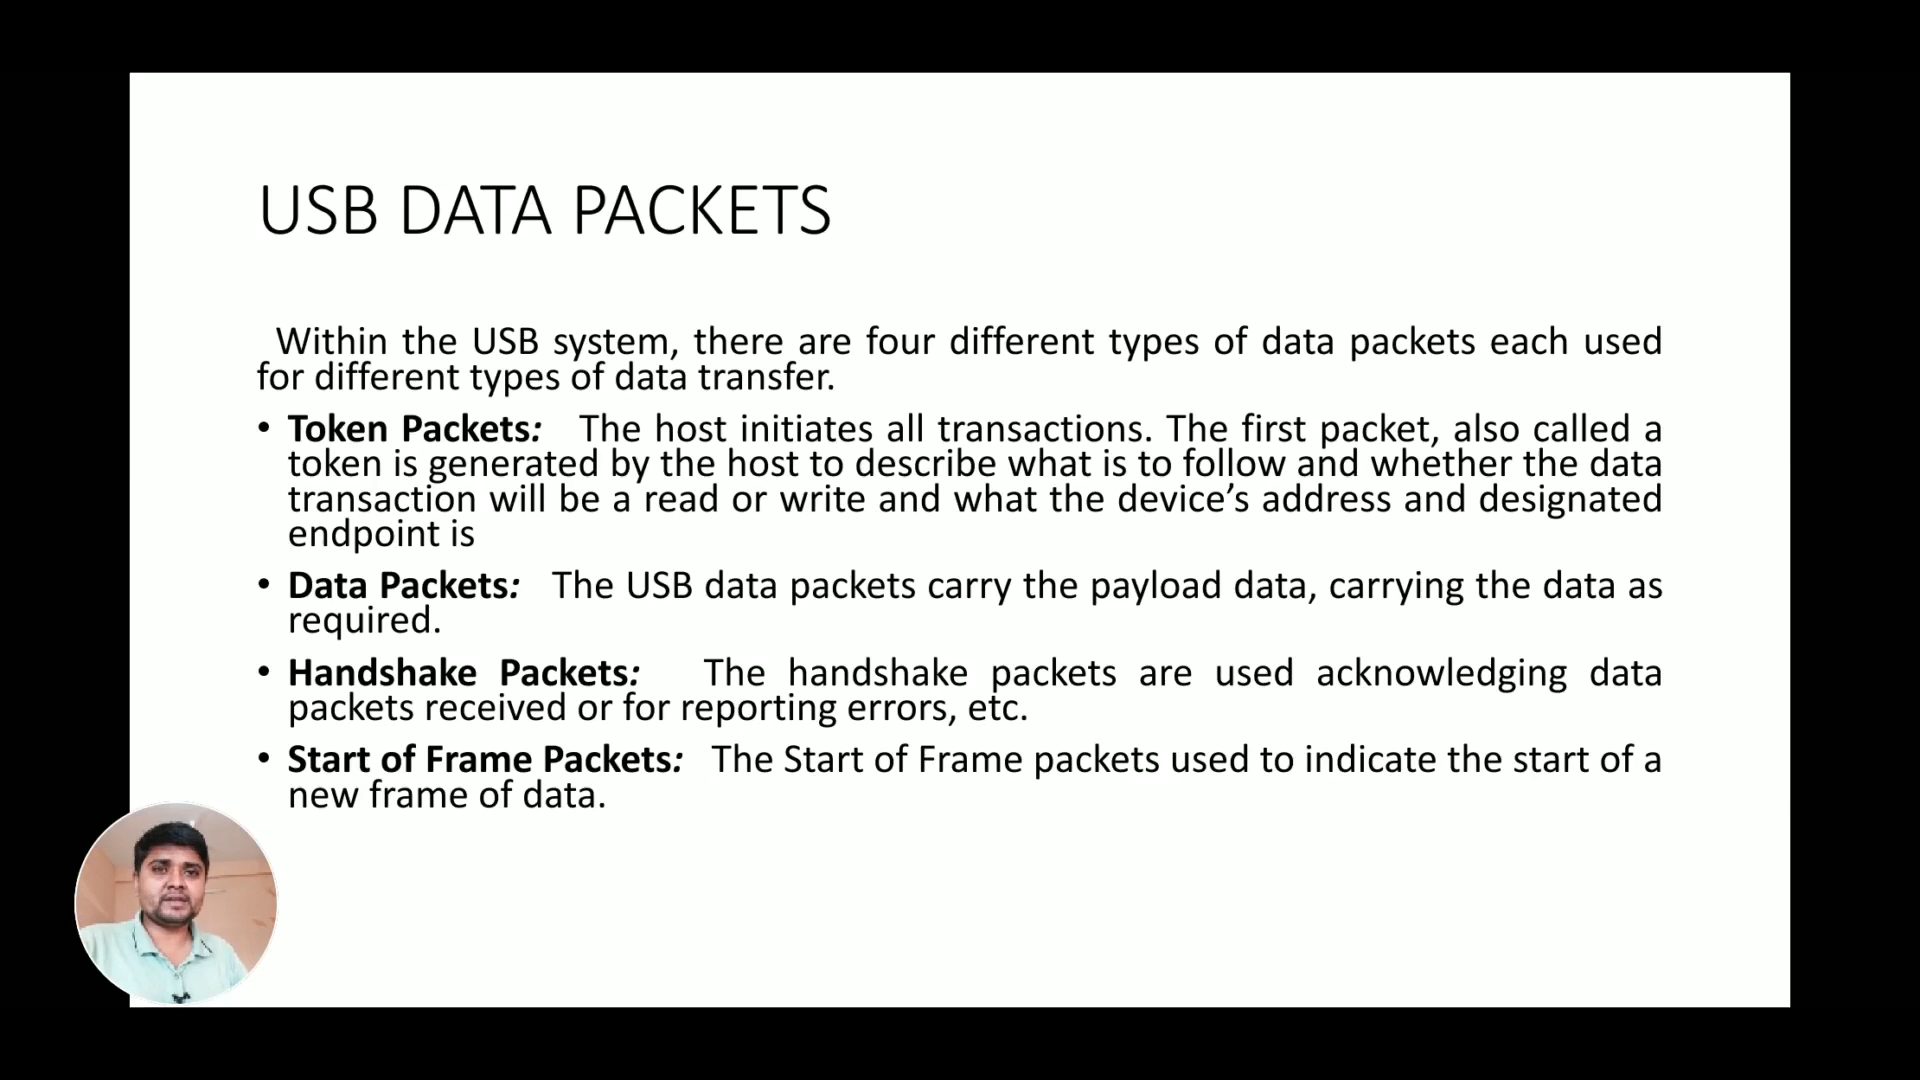 USB DATA PACKETS
Within the USB system, there are four different types of data packets each used
for different types of data transfer.
• Token Packets: The host initiates all transactions. The first packet, also called a
token is generated by the host to describe what is to follow and whether the data
transaction will be a read or write and what the device’s address and designated
endpoint is
• Data Packets: The USB data packets carry the payload data, carrying the data as
required.
• Handshake Packets: The handshake packets are used acknowledging data
packets received or for reporting errors, etc.
• Start of Frame Packets: The Start of Frame packets used to indicate the start of a
new frame of data.